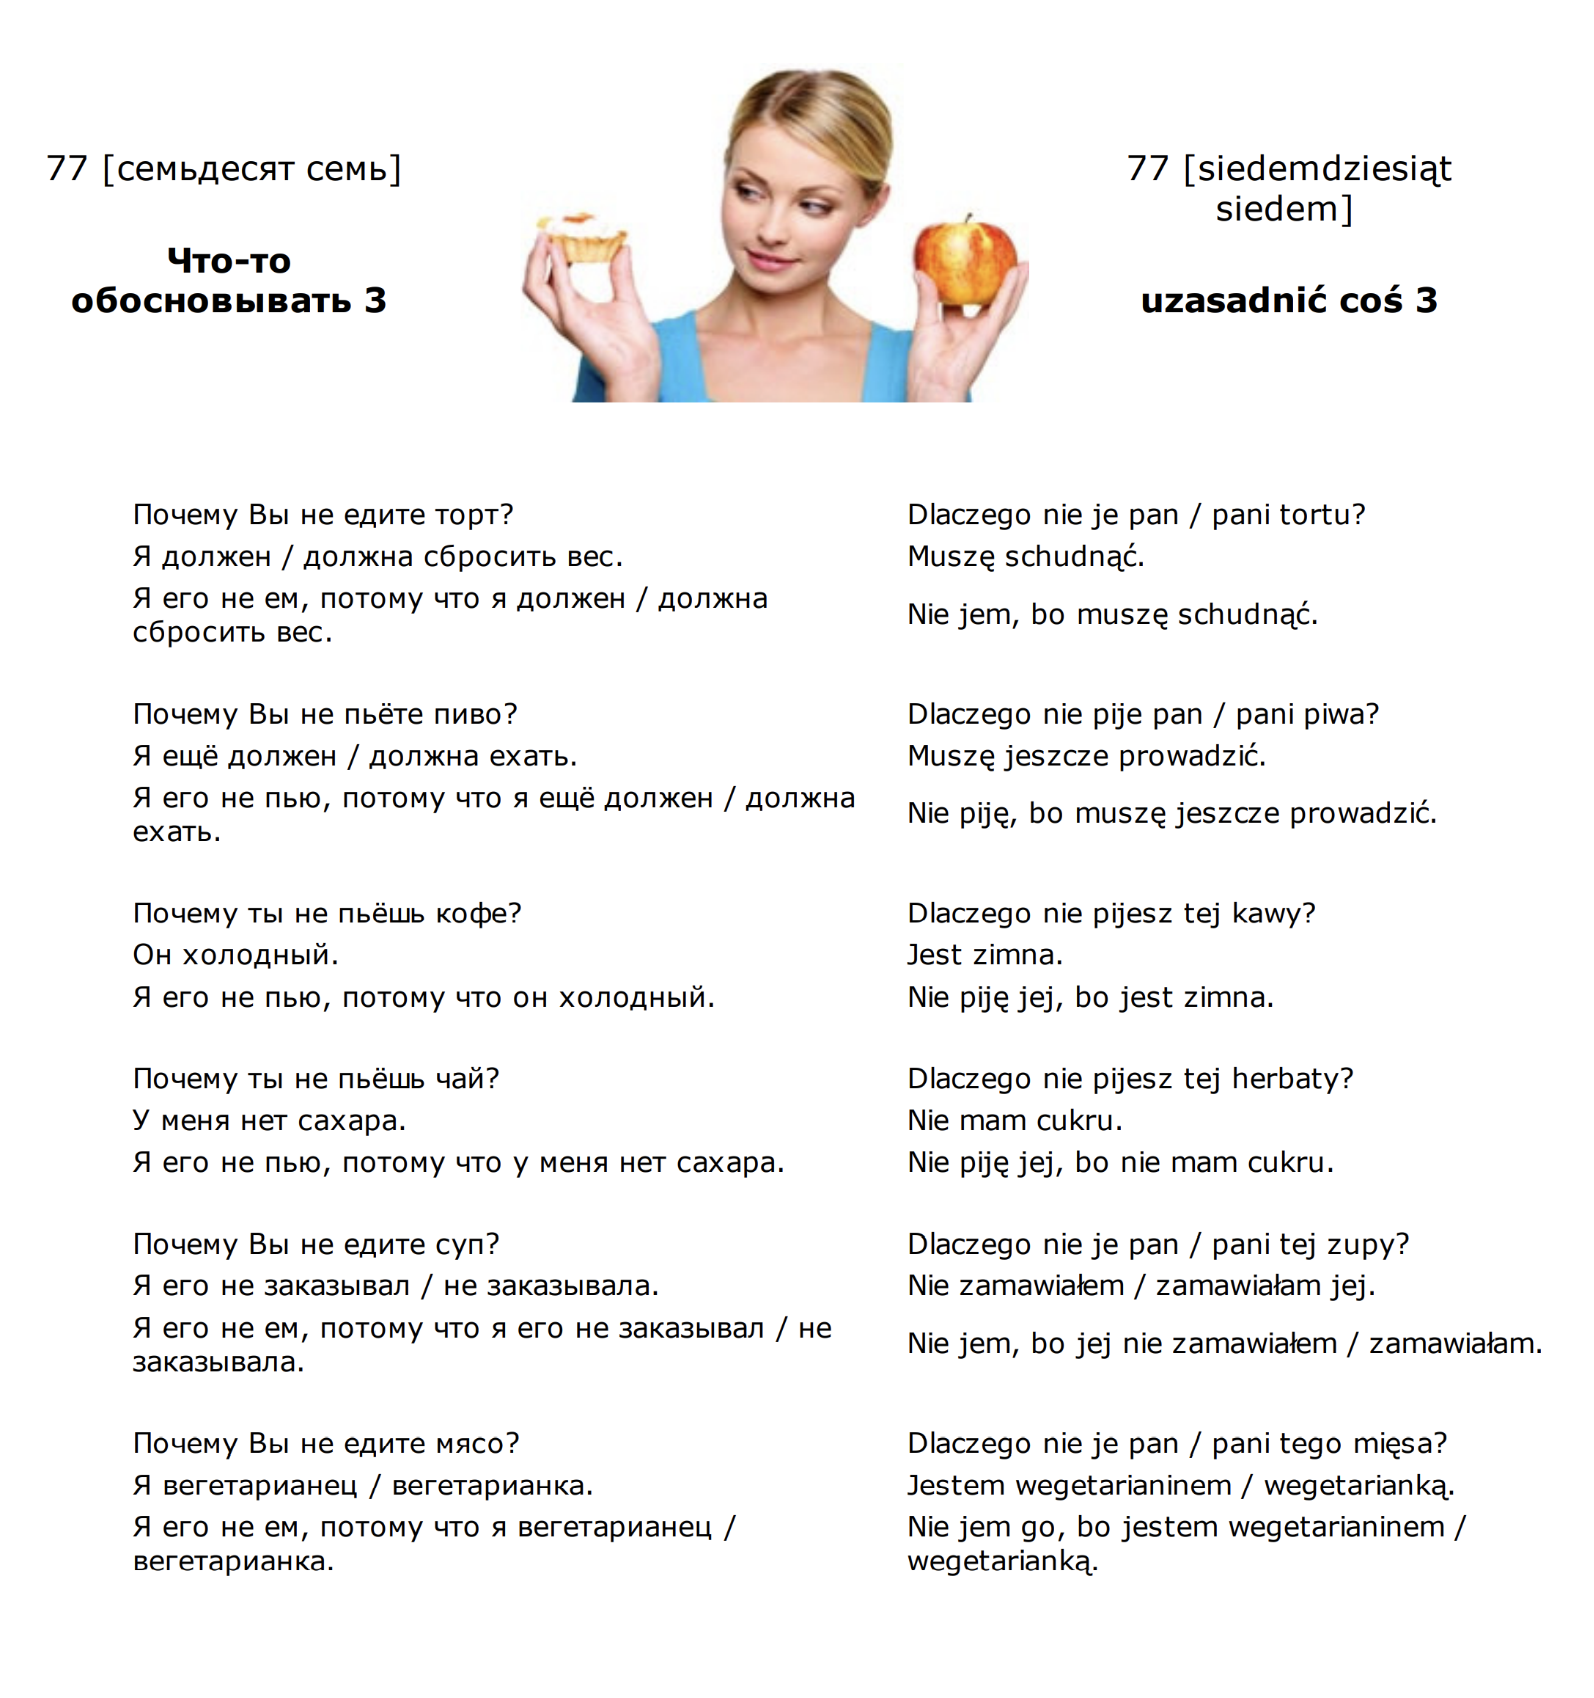 77 [семьдесят семь]
Что-то
обосновывать 3
77 [siedemdziesiąt
siedem]
uzasadnić coś 3
Почему Вы не едите торт?
Dlaczego nie je pan / pani tortu?
Я должен / должна сбросить вес.
Muszę schudnąć.
Я его не ем, потому что я должен / должна
сбросить вес.
Nie jem, bo muszę schudnąć.
Почему Вы не пьёте пиво?
Dlaczego nie pije pan / pani piwa?
Я ещё должен / должна ехать.
Muszę jeszcze prowadzić.
Я его не пью, потому что я ещё должен / должна
ехать.
Nie piję, bo muszę jeszcze prowadzić.
Почему ты не пьёшь кофе?
Dlaczego nie pijesz tej kawy?
Он холодный.
Jest zimna.
Я его не пью, потому что он холодный.
Nie piję jej, bo jest zimna.
Почему ты не пьёшь чай?
Dlaczego nie pijesz tej herbaty?
У меня нет сахара.
Nie mam cukru.
Я его не пью, потому что у меня нет сахара.
Nie piję jej, bo nie mam cukru.
Почему Вы не едите суп?
Dlaczego nie je pan / pani tej zupy?
Я его не заказывал / не заказывала.
Nie zamawiałem / zamawiałam jej.
Я его не ем, потому что я его не заказывал / не
заказывала.
Nie jem, bo jej nie zamawiałem / zamawiałam.
Почему Вы не едите мясо?
Dlaczego nie je pan / pani tego mięsa?
Я вегетарианец / вегетарианка.
Jestem wegetarianinem / wegetarianką.
Я его не ем, потому что я вегетарианец /
вегетарианка.
Nie jem go, bo jestem wegetarianinem /
wegetarianką.